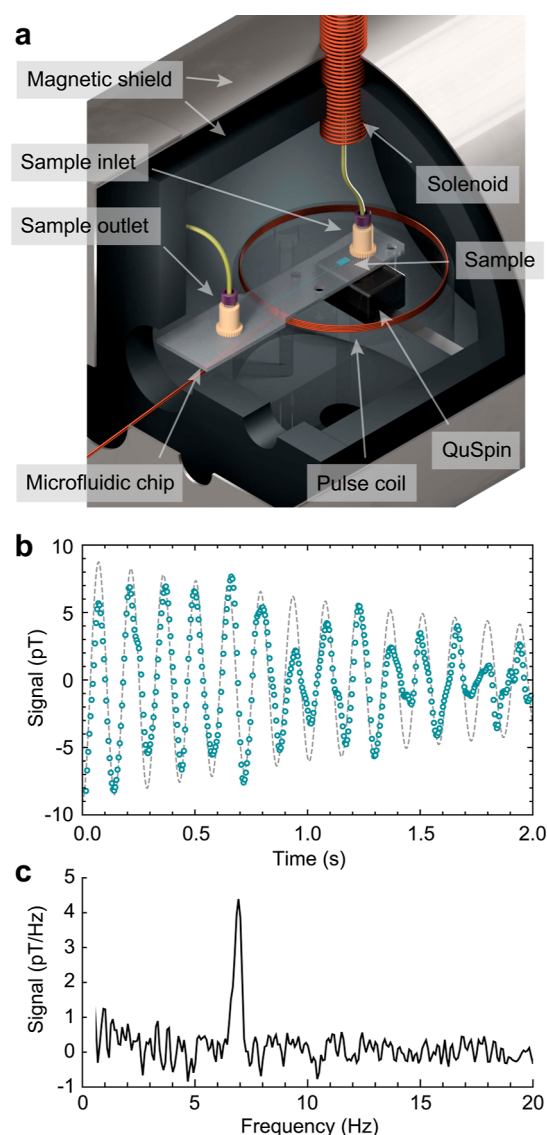 a
Magnetic shield
Sample inlet
Solenoid
Sample outlet
Sample
QuSpin
Microfluidic chip
Pulse coil
b
10
5
0
-5
-10
Signal (pT)
0.0
0.5
1.0
1.5
2.0
Time (s)
c
5
4
3
2
1
0
-1
Signal (pT/Hz)
0
5
10
15
20
Frequency (Hz)